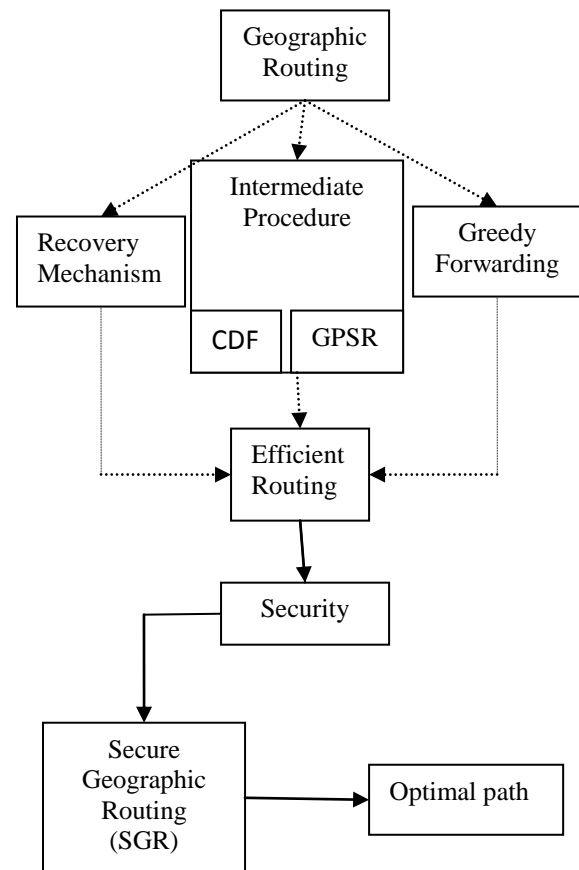 Geographic
Routing
Intermediate
Procedure
Recovery
Mechanism
Greedy
Forwarding
CDF
GPSR
Efficient
Routing
Security
Secure
Geographic
Routing
(SGR)
Optimal path